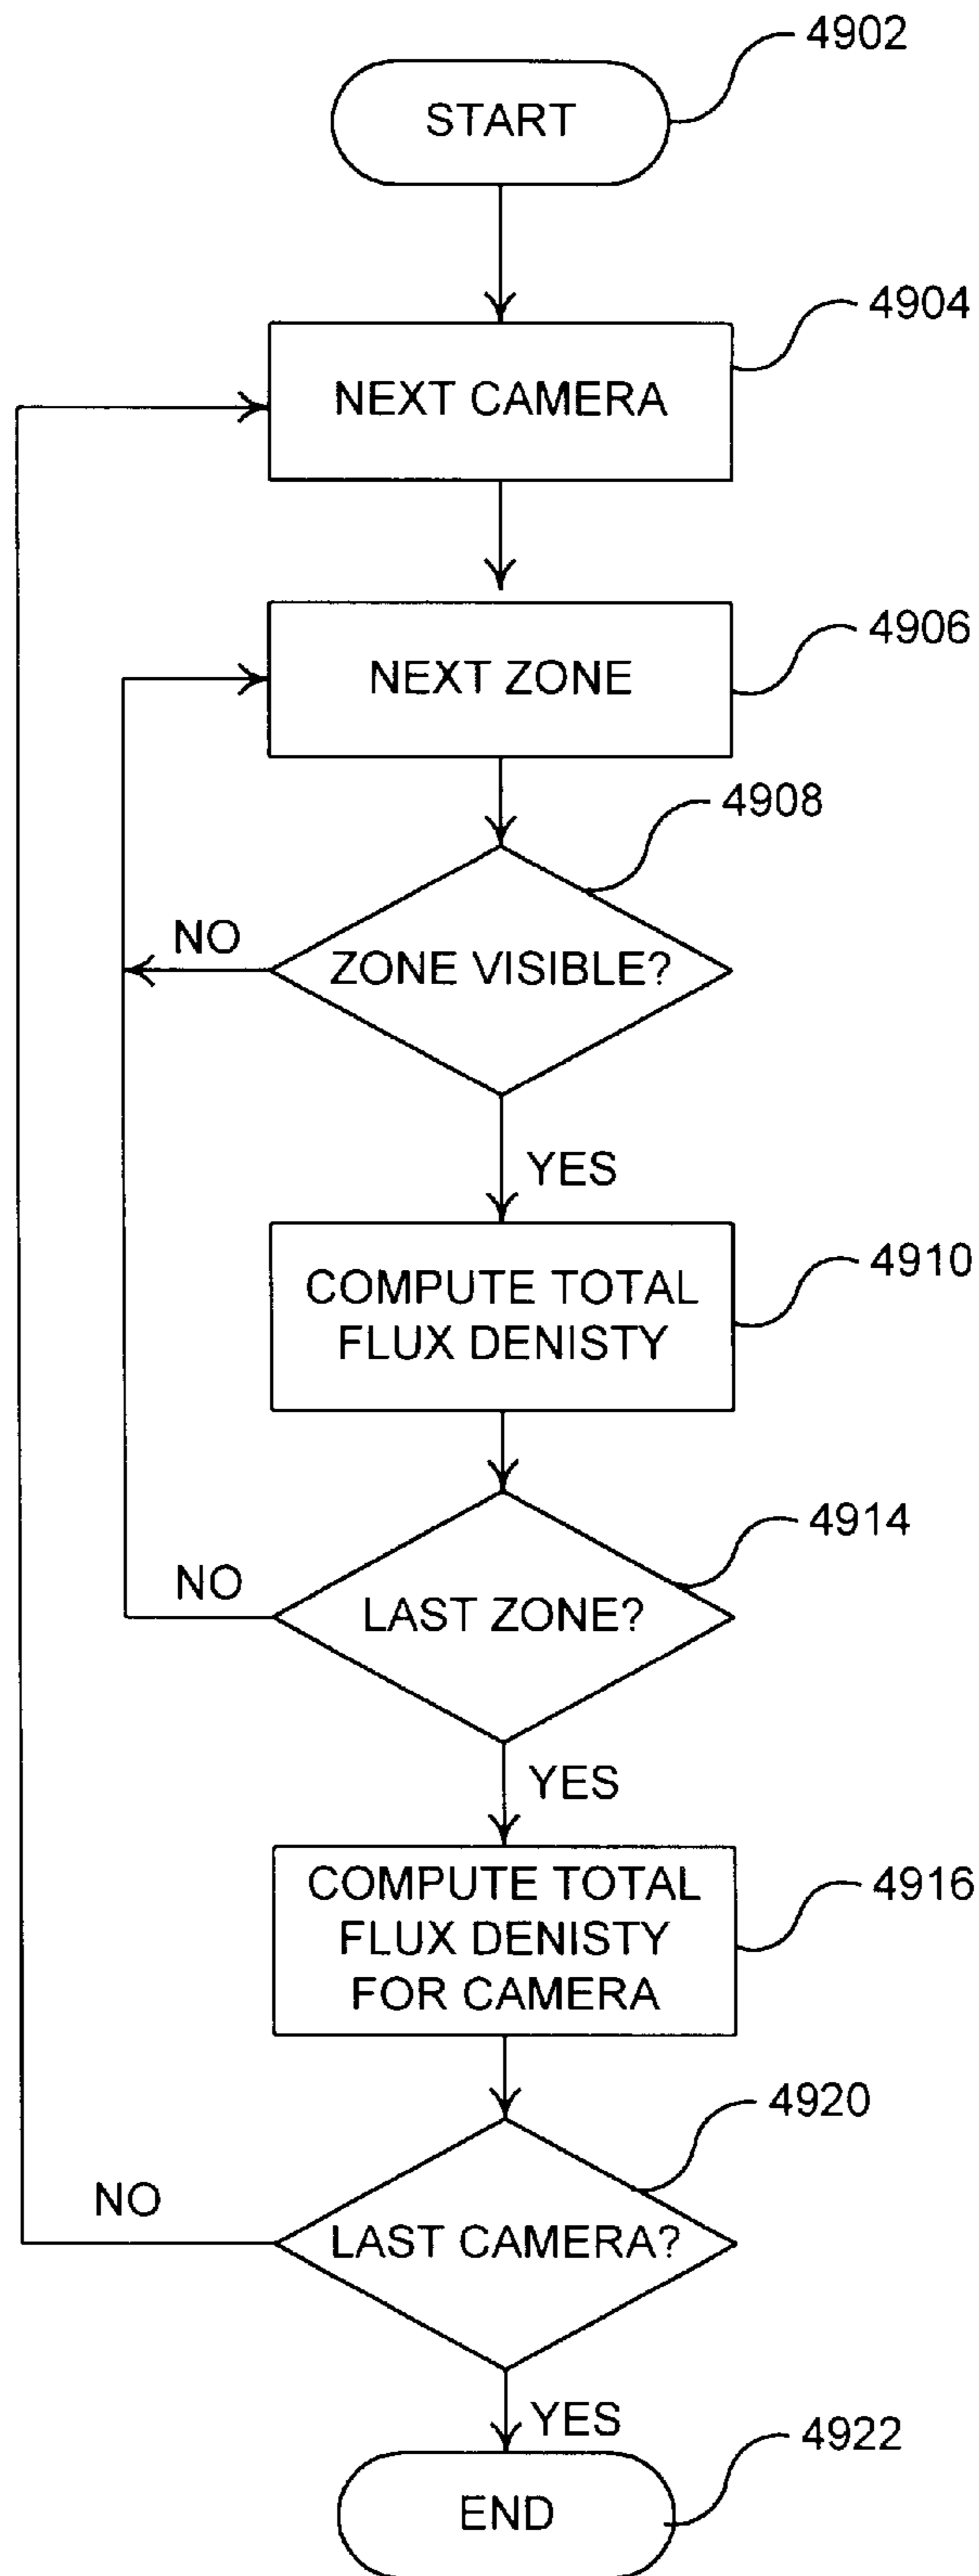 4902
START
4904
NEXT CAMERA
4906
NEXT ZONE
4908
NO
ZONE VISIBLE?
YES
4910
COMPUTE TOTAL
FLUX DENISTY
4914
NO
LAST ZONE?
YES
4916
COMPUTE TOTAL
FLUX DENISTY
FOR CAMERA
4920
NO
LAST CAMERA?
YES
4922
END